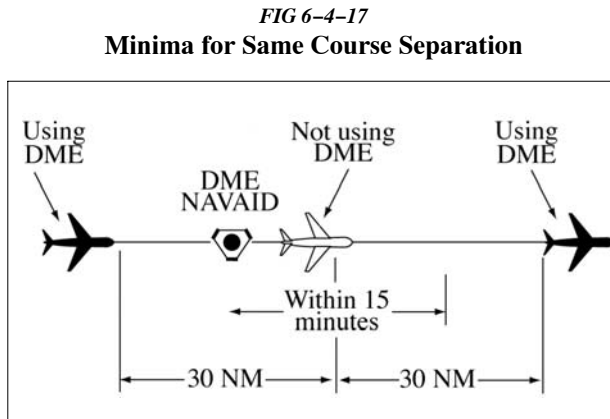 FIG 6–4–17
Minima for Same Course Separation
Using
DME
Not using
DME
Using
DME
DME
NAVAID
Within 15
minutes
30 NM
30 NM